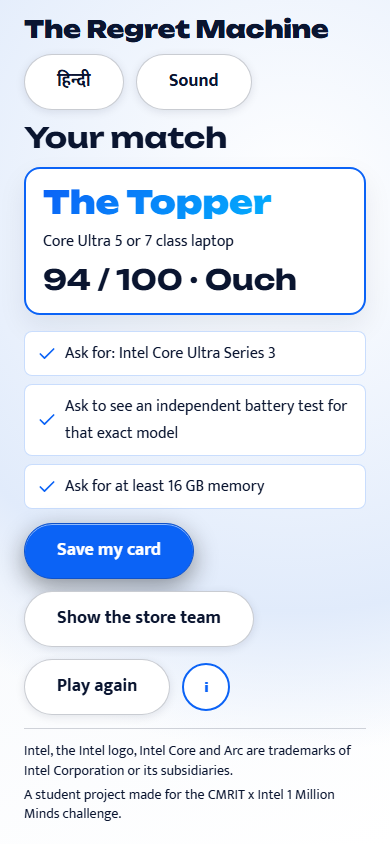 The Regret Machine
हिन्दी
Sound
Your match
The Topper
Core Ultra 5 or 7 class laptop
94 / 100 · Ouch
Ask for: Intel Core Ultra Series 3
Ask to see an independent battery test for
that exact model
Ask for at least 16 GB memory
Save my card
Show the store team
Play again
i
Intel, the Intel logo, Intel Core and Arc are trademarks of
Intel Corporation or its subsidiaries.
A student project made for the CMRIT x Intel 1 Million
Minds challenge.